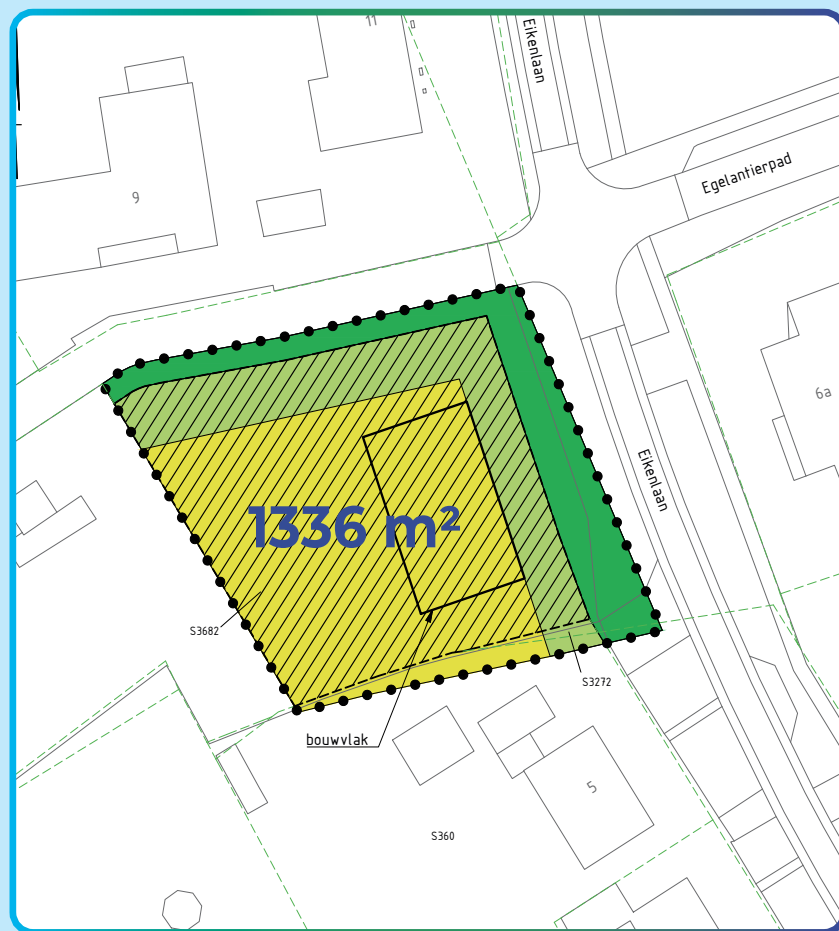 11
Eikenlaan
Egelantierpad
9
6a
Eikenlaan
1336 m²
S3682
S3272
bouwvlak
5
S360